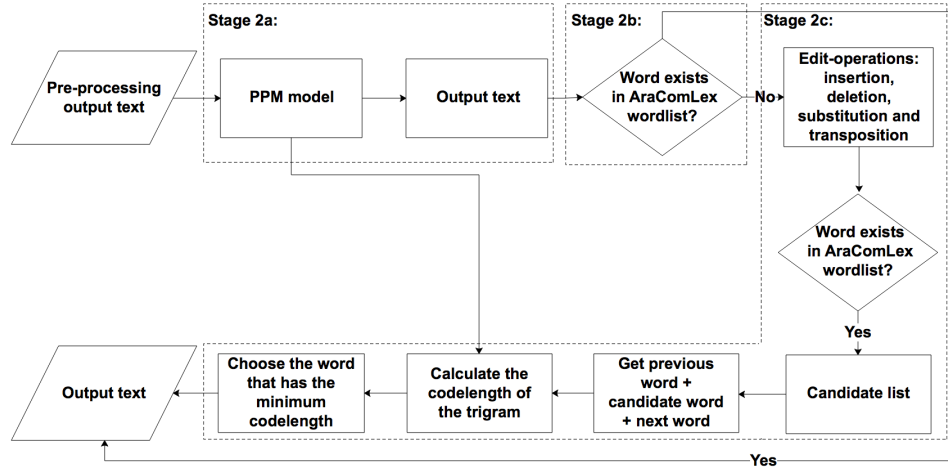 Stage 2a:
Stage 2b:
Stage 2c:
Pre-processing
output text
PPM model
Output text
Word exists
in AraComLex
wordlist?
No
Edit-operations:
insertion,
deletion,
substitution and
transposition
Word exists
in AraComLex
wordlist?
Yes
Output text
Choose the word
that has the
minimum
codelength
Calculate the
codelength of
the trigram
Get previous
word +
candidate word
+ next word
Candidate list
Yes